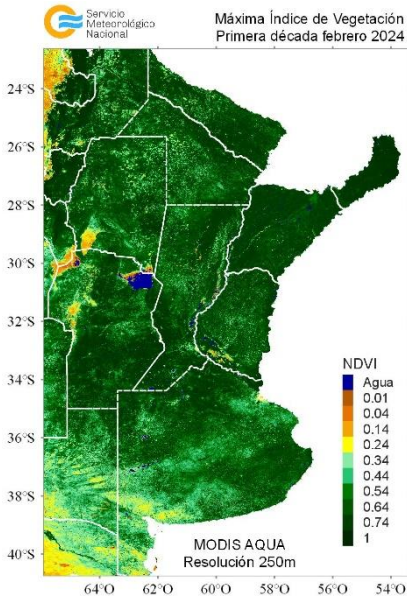 Servicio
Meteorológico
Nacional
Máxima Índice de Vegetación
Primera década febrero 2024
24°S
26°S
28°S
30°S
32°S
34°S
36°S
38°S
40°S
NDVI
Agua
0.01
0.04
0.14
0.24
0.34
0.44
0.54
0.64
0.74
1
MODIS AQUA
Resolución 250m
64°O
62°O
60°O
58°O
56°O
54°O